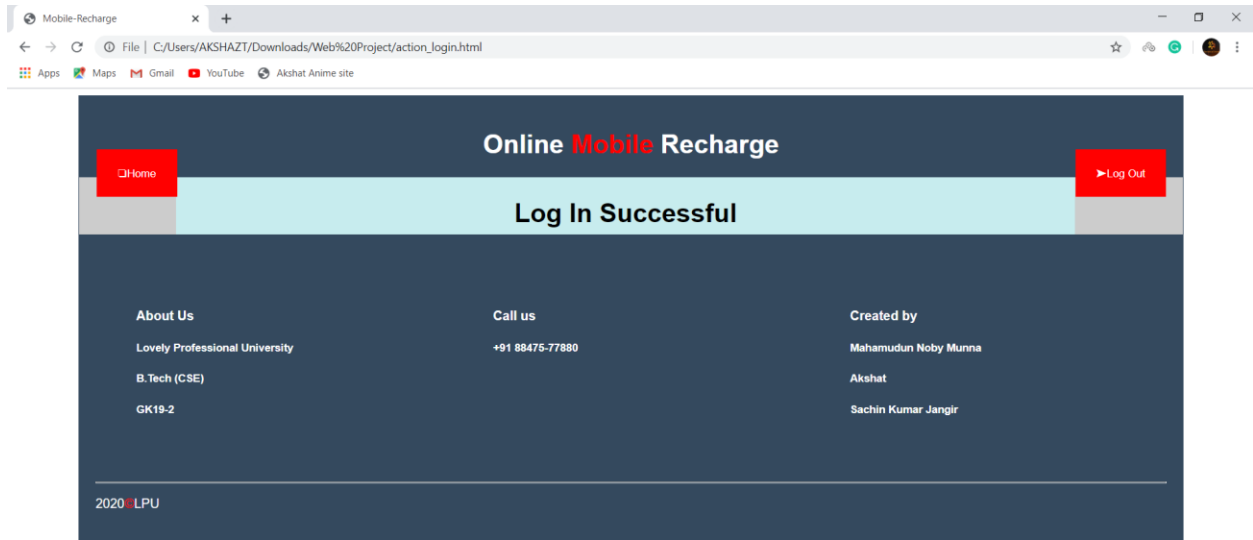 Mobile-Recharge
File | C:/Users/AKSHAZT/Downloads/Web%20Project/action_login.html
Apps Maps Gmail YouTube Akshat Anime site
Online Mobile Recharge
❑Home
➤Log Out
Log In Successful
About Us Call us Created by
Lovely Professional University +91 88475-77880 Mahamudun Noby Munna
B.Tech (CSE) Akshat
GK19-2 Sachin Kumar Jangir
2020©LPU